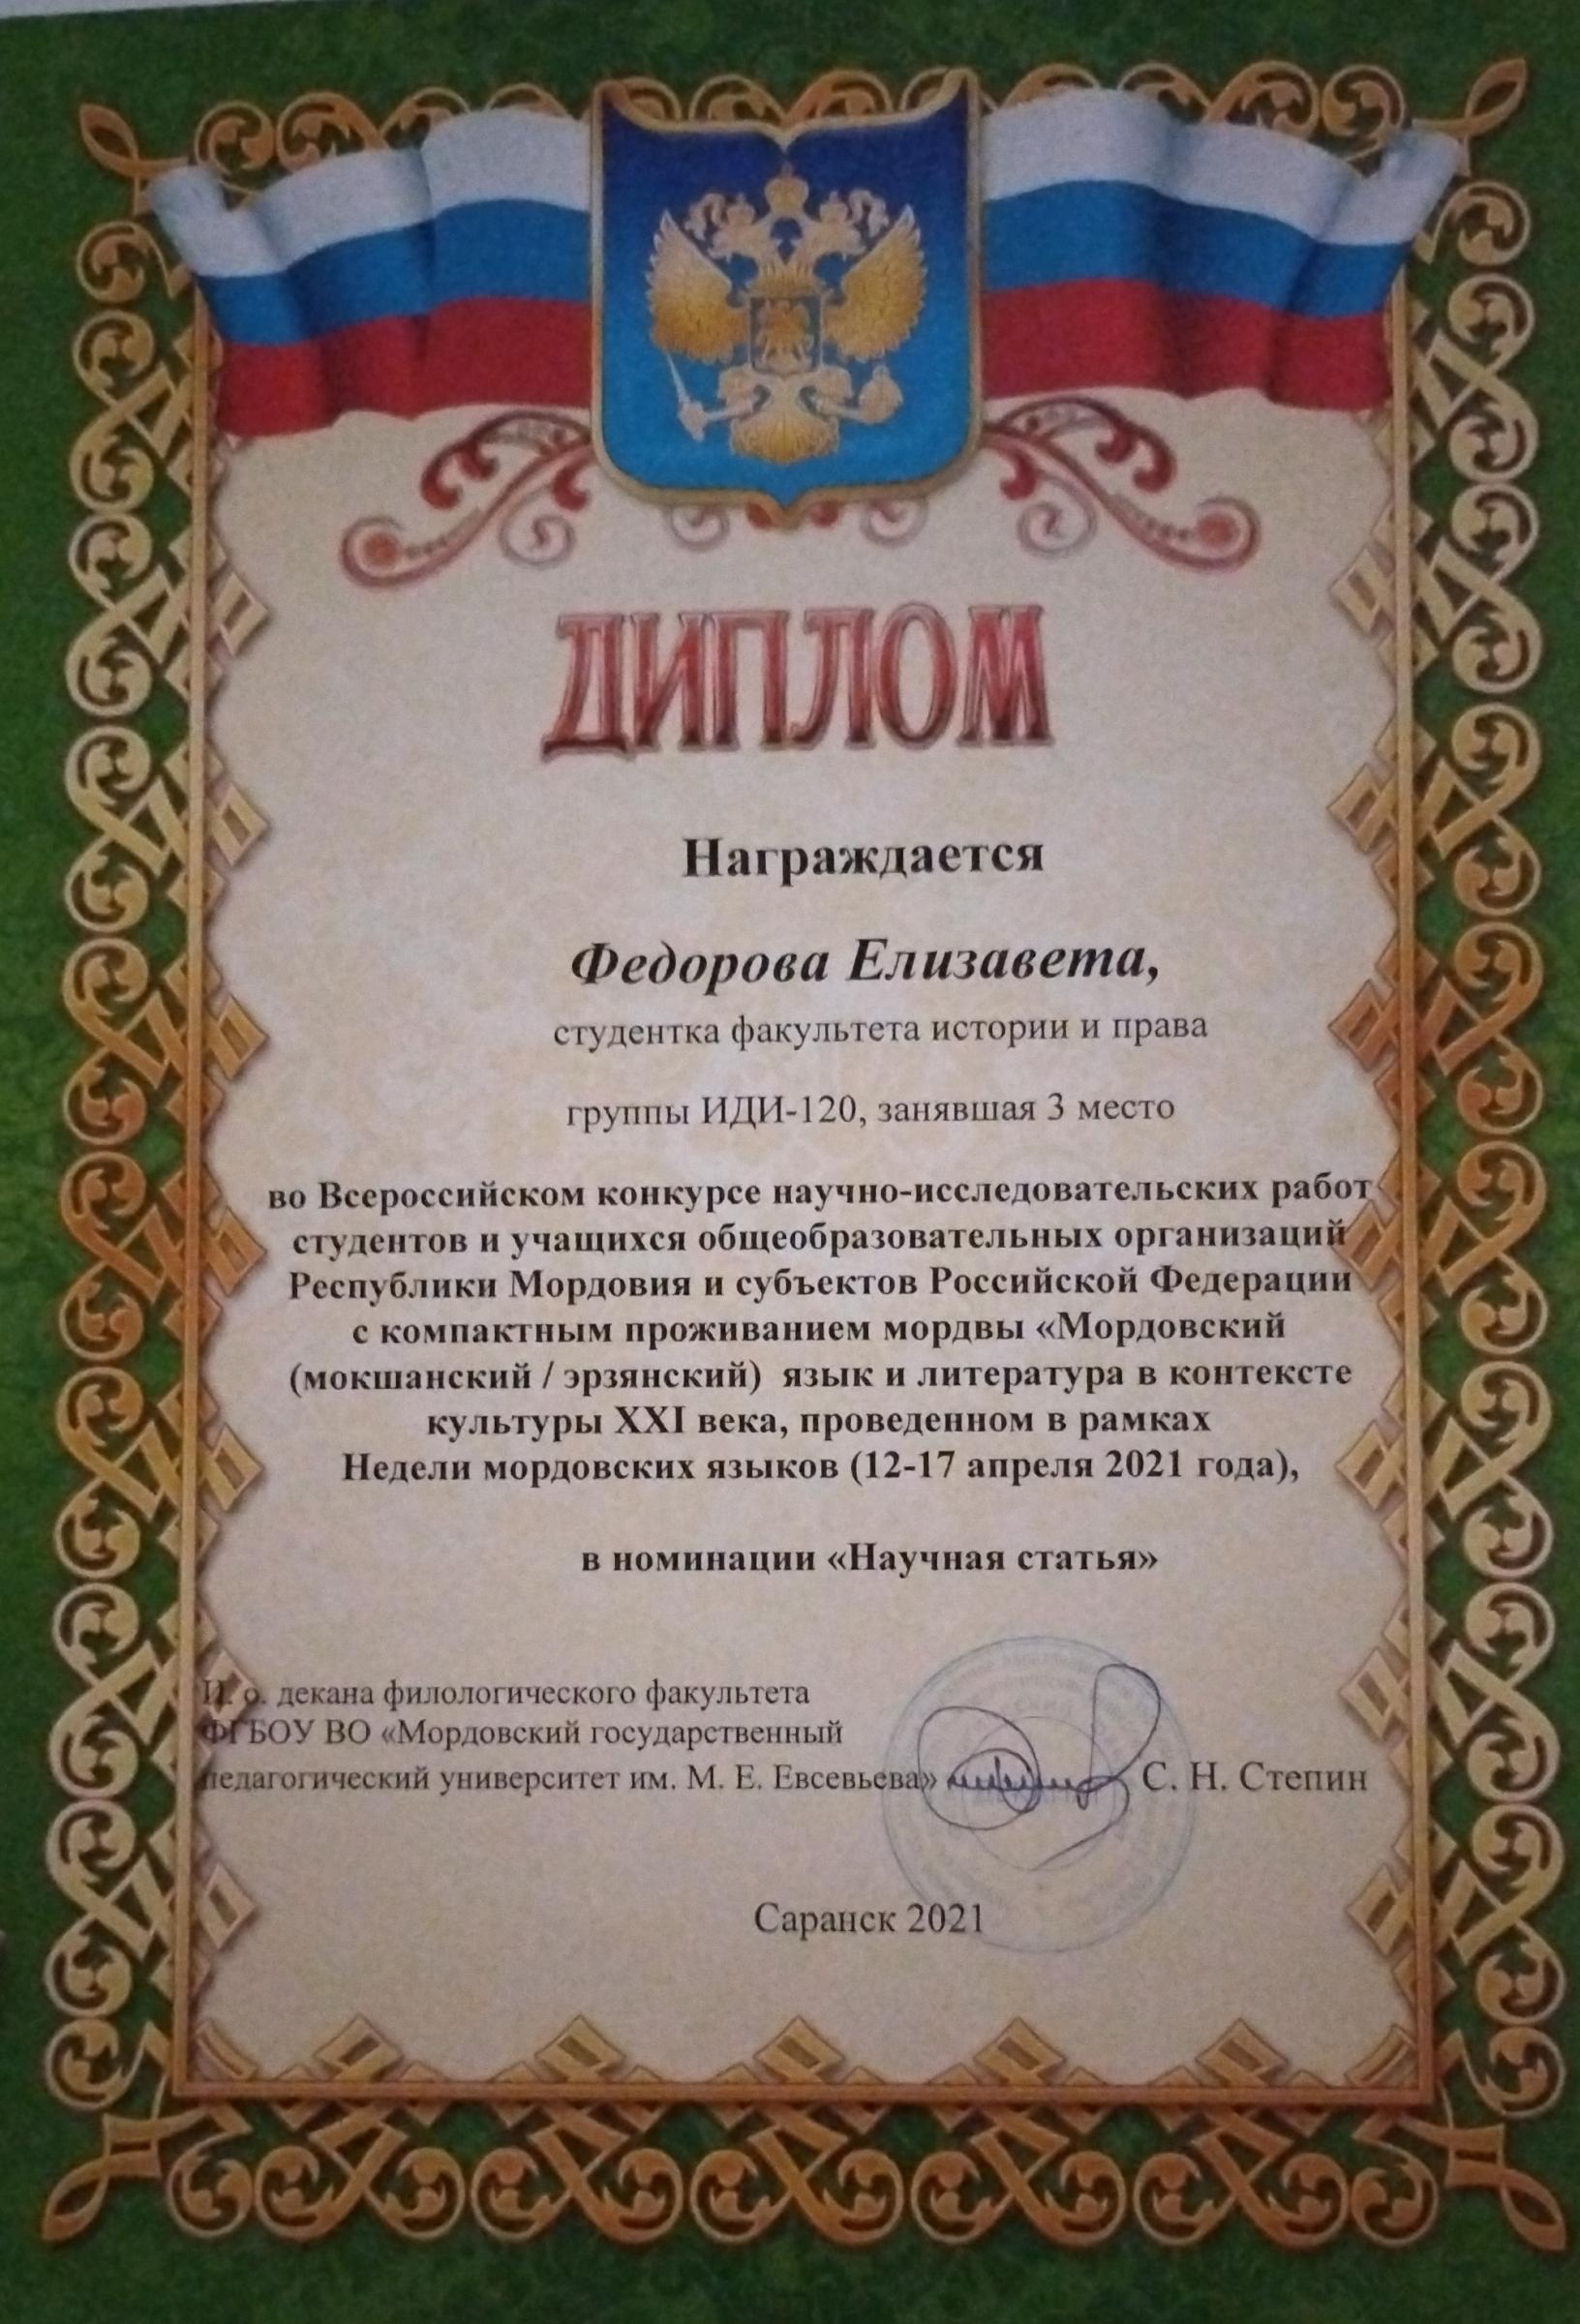 ДИПЛОМ
Награждается
Федорова Елизавета,
студентка факультета истории и права
группы ИДИ-120, занявшая 3 место
во Всероссийском конкурсе научно-исследовательских работ
студентов и учащихся общеобразовательных организаций
Республики Мордовия и субъектов Российской Федерации
с компактным проживанием мордвы «Мордовский
(мокшанский / эрзянский) язык и литература в контексте
культуры XXI века, проведенном в рамках
Недели мордовских языков (12-17 апреля 2021 года),
в номинации «Научная статья»
И. о. декана филологического факультета
ФГБОУ ВО «Мордовский государственный
педагогический университет им. М. Е. Евсевьева» С. Н. Степин
Саранск 2021